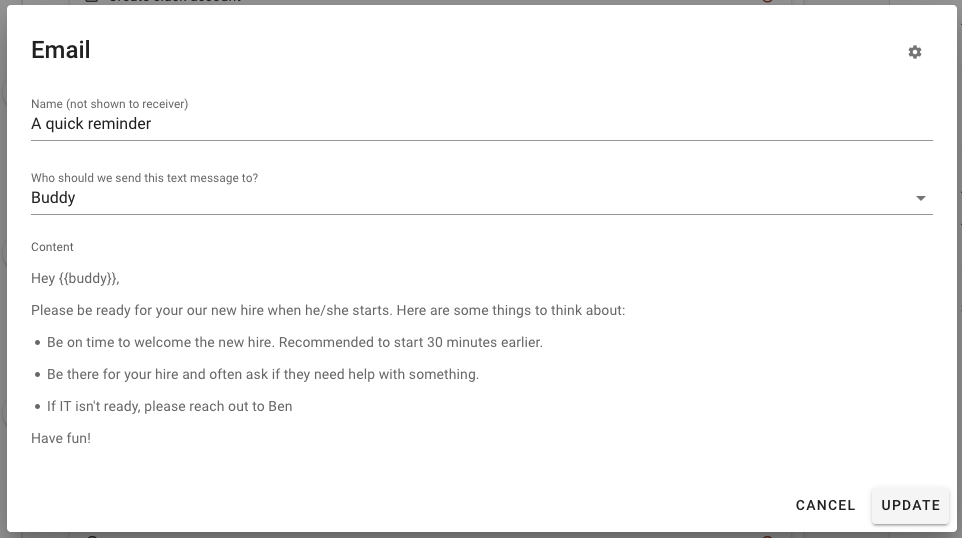 Create slack account
Email
Name (not shown to receiver)
A quick reminder
Who should we send this text message to?
Buddy
Content
Hey {{buddy}},
Please be ready for your our new hire when he/she starts. Here are some things to think about:
• Be on time to welcome the new hire. Recommended to start 30 minutes earlier.
• Be there for your hire and often ask if they need help with something.
• If IT isn't ready, please reach out to Ben
Have fun!
CANCEL UPDATE